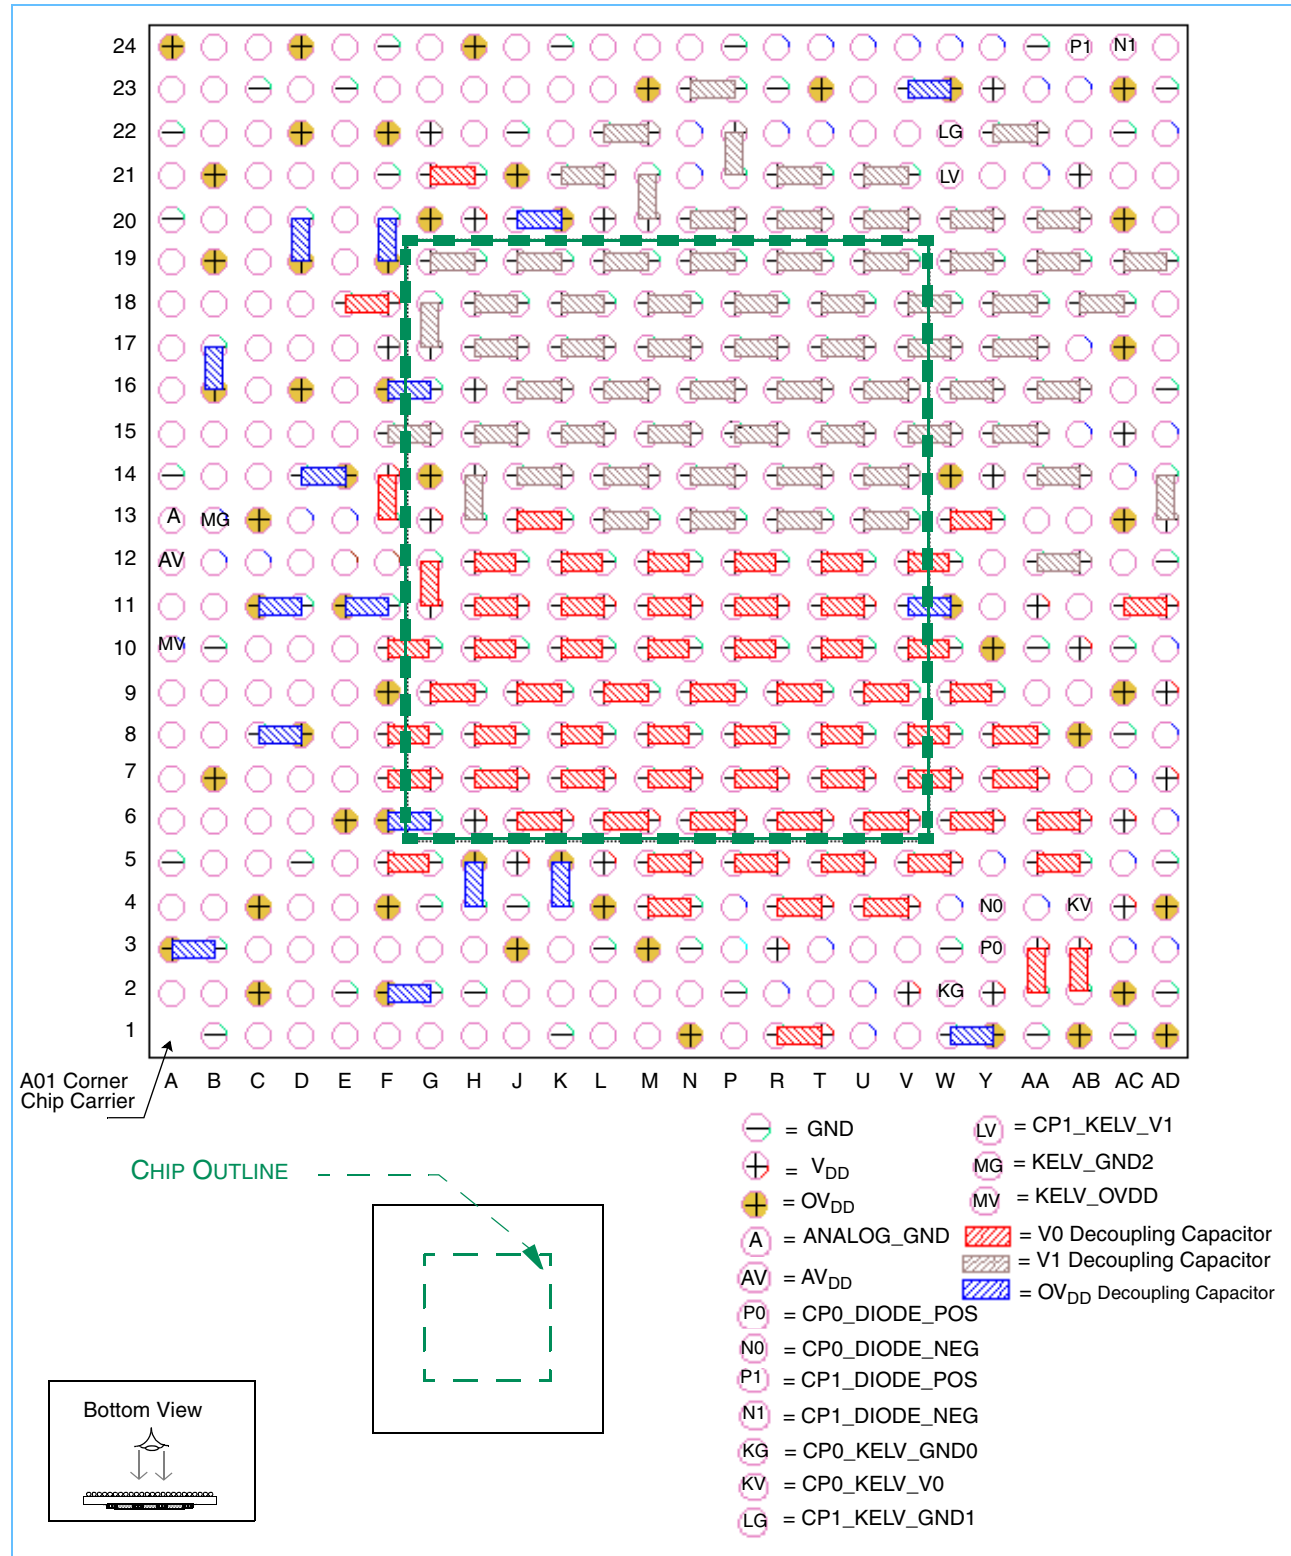 24 P1 N1
23
22 LG
21 LV
20
19
18
17
16
15
14
13 A MG
12 AV
11
10 MV
9
8
7
6
5
4 N0 KV
3 P0
2 KG
1
A B C D E F G H J K L M N P R T U V W Y AA AB AC AD
A01 Corner
Chip Carrier
CHIP OUTLINE
Bottom View
= GND
= VDD
= OVDD
A = ANALOG_GND
AV = AVDD
P0 = CP0_DIODE_POS
N0 = CP0_DIODE_NEG
P1 = CP1_DIODE_POS
N1 = CP1_DIODE_NEG
KG = CP0_KELV_GND0
KV = CP0_KELV_V0
LG = CP1_KELV_GND1
LV = CP1_KELV_V1
MG = KELV_GND2
MV = KELV_OVDD
= V0 Decoupling Capacitor
= V1 Decoupling Capacitor
= OVDD Decoupling Capacitor